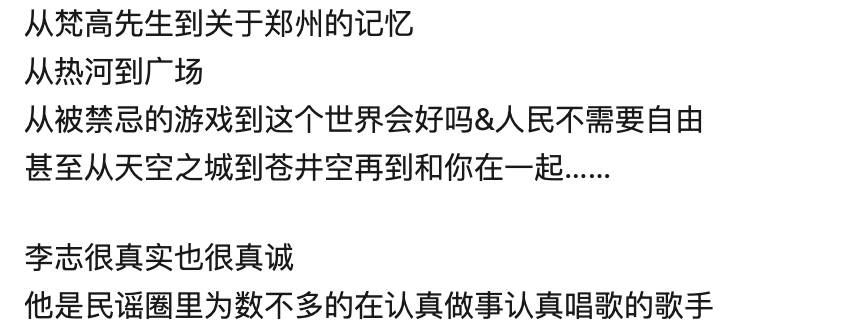 从梵高先生到关于郑州的记忆
从热河到广场
从被禁忌的游戏到这个世界会好吗&人民不需要自由
甚至从天空之城到苍井空再到和你在一起……
李志很真实也很真诚
他是民谣圈里为数不多的在认真做事认真唱歌的歌手